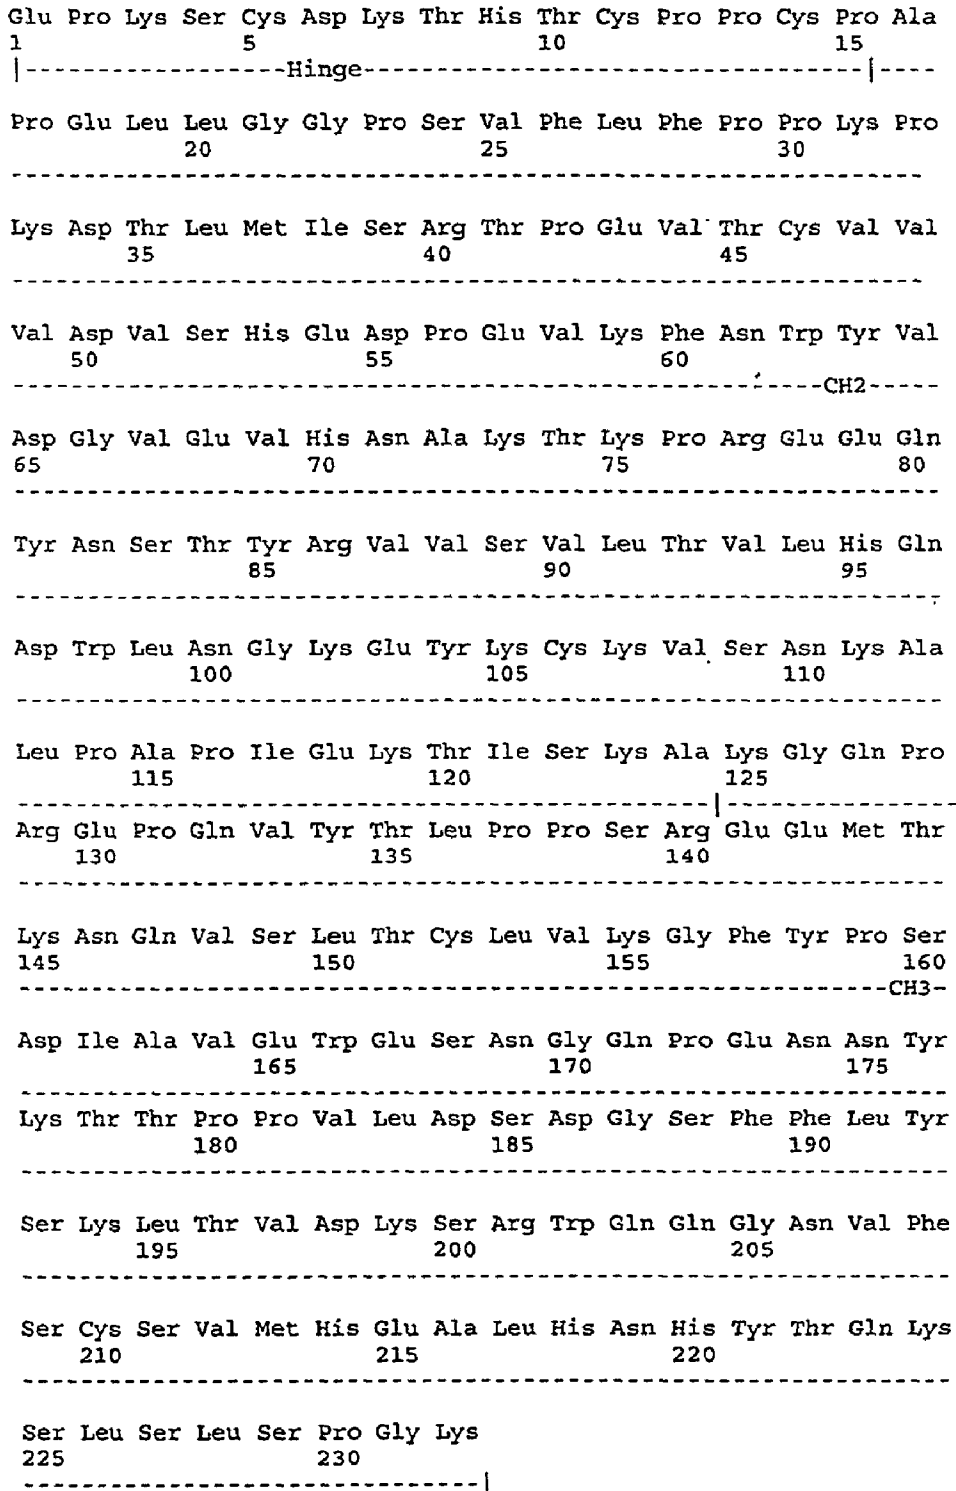 Glu Pro Lys Ser Cys Asp Lys Thr His Thr Cys Pro Pro Cys Pro Ala
1 5 10 15
|-----------------Hinge----------------------------------|----
Pro Glu Leu Leu Gly Gly Pro Ser Val Phe Leu Phe Pro Pro Lys Pro
20 25 30
Lys Asp Thr Leu Met Ile Ser Arg Thr Pro Glu Val Thr Cys Val Val
35 40 45
Val Asp Val Ser His Glu Asp Pro Glu Val Lys Phe Asn Trp Tyr Val
50 55 60
-------------------------------------------------------CH2-----
Asp Gly Val Glu Val His Asn Ala Lys Thr Lys Pro Arg Glu Glu Gln
65 70 75 80
Tyr Asn Ser Thr Tyr Arg Val Val Ser Val Leu Thr Val Leu His Gln
85 90 95
Asp Trp Leu Asn Gly Lys Glu Tyr Lys Cys Lys Val Ser Asn Lys Ala
100 105 110
Leu Pro Ala Pro Ile Glu Lys Thr Ile Ser Lys Ala Lys Gly Gln Pro
115 120 125
-----------------------------------------------|----------------
Arg Glu Pro Gln Val Tyr Thr Leu Pro Pro Ser Arg Glu Glu Met Thr
130 135 140
Lys Asn Gln Val Ser Leu Thr Cys Leu Val Lys Gly Phe Tyr Pro Ser
145 150 155 160
-----------------------------------------------------------CH3-
Asp Ile Ala Val Glu Trp Glu Ser Asn Gly Gln Pro Glu Asn Asn Tyr
165 170 175
Lys Thr Thr Pro Pro Val Leu Asp Ser Asp Gly Ser Phe Phe Leu Tyr
180 185 190
Ser Lys Leu Thr Val Asp Lys Ser Arg Trp Gln Gln Gly Asn Val Phe
195 200 205
Ser Cys Ser Val Met His Glu Ala Leu His Asn His Tyr Thr Gln Lys
210 215 220
Ser Leu Ser Leu Ser Pro Gly Lys
225 230
-------------------------------|